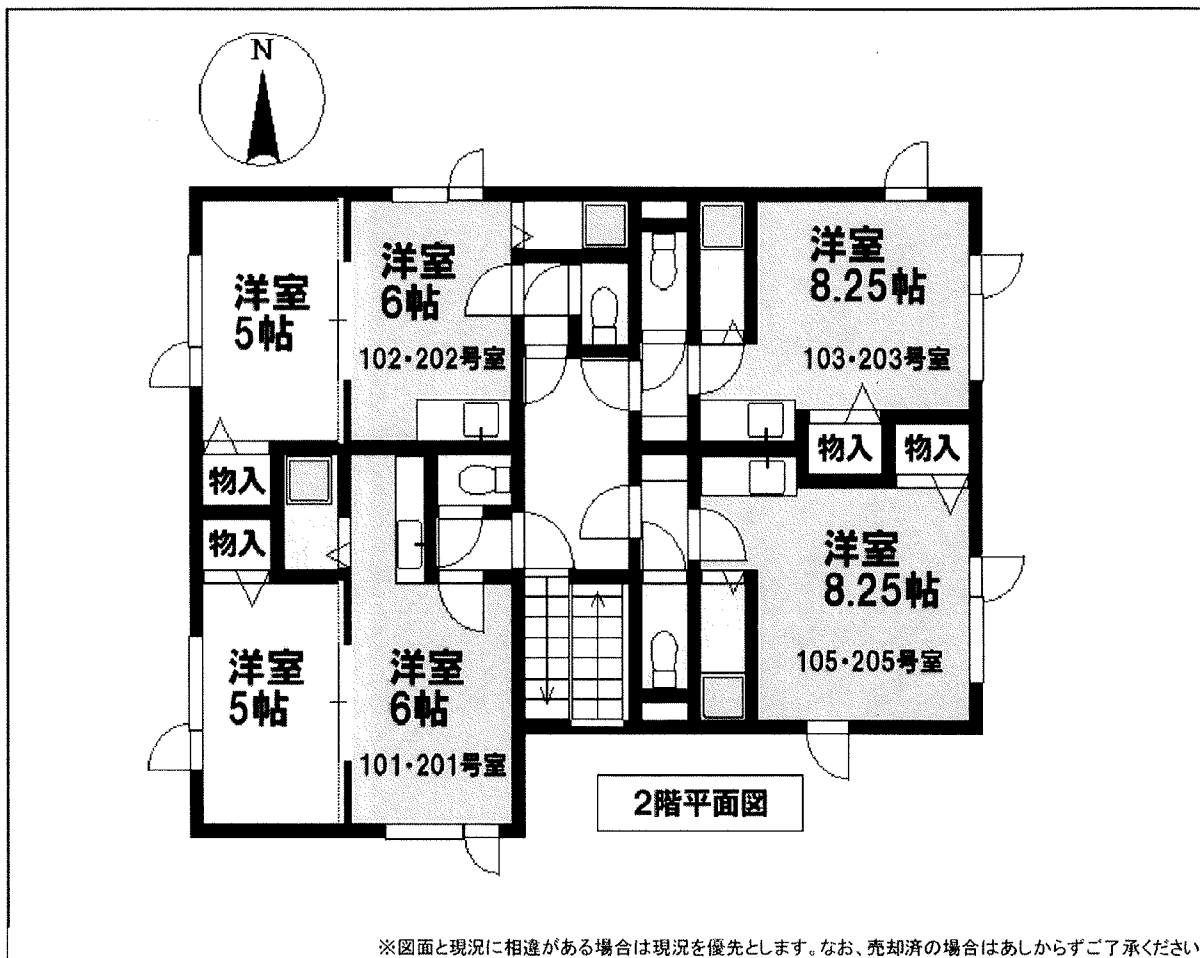 N
洋室
5帖
洋室
6帖
102・202号室
洋室
8.25帖
103・203号室
物入
物入
物入
物入
洋室
8.25帖
105・205号室
洋室
5帖
洋室
6帖
101・201号室
2階平面図
※図面と現況に相違がある場合は現況を優先とします。なお、売却済の場合はあしからずご了承ください